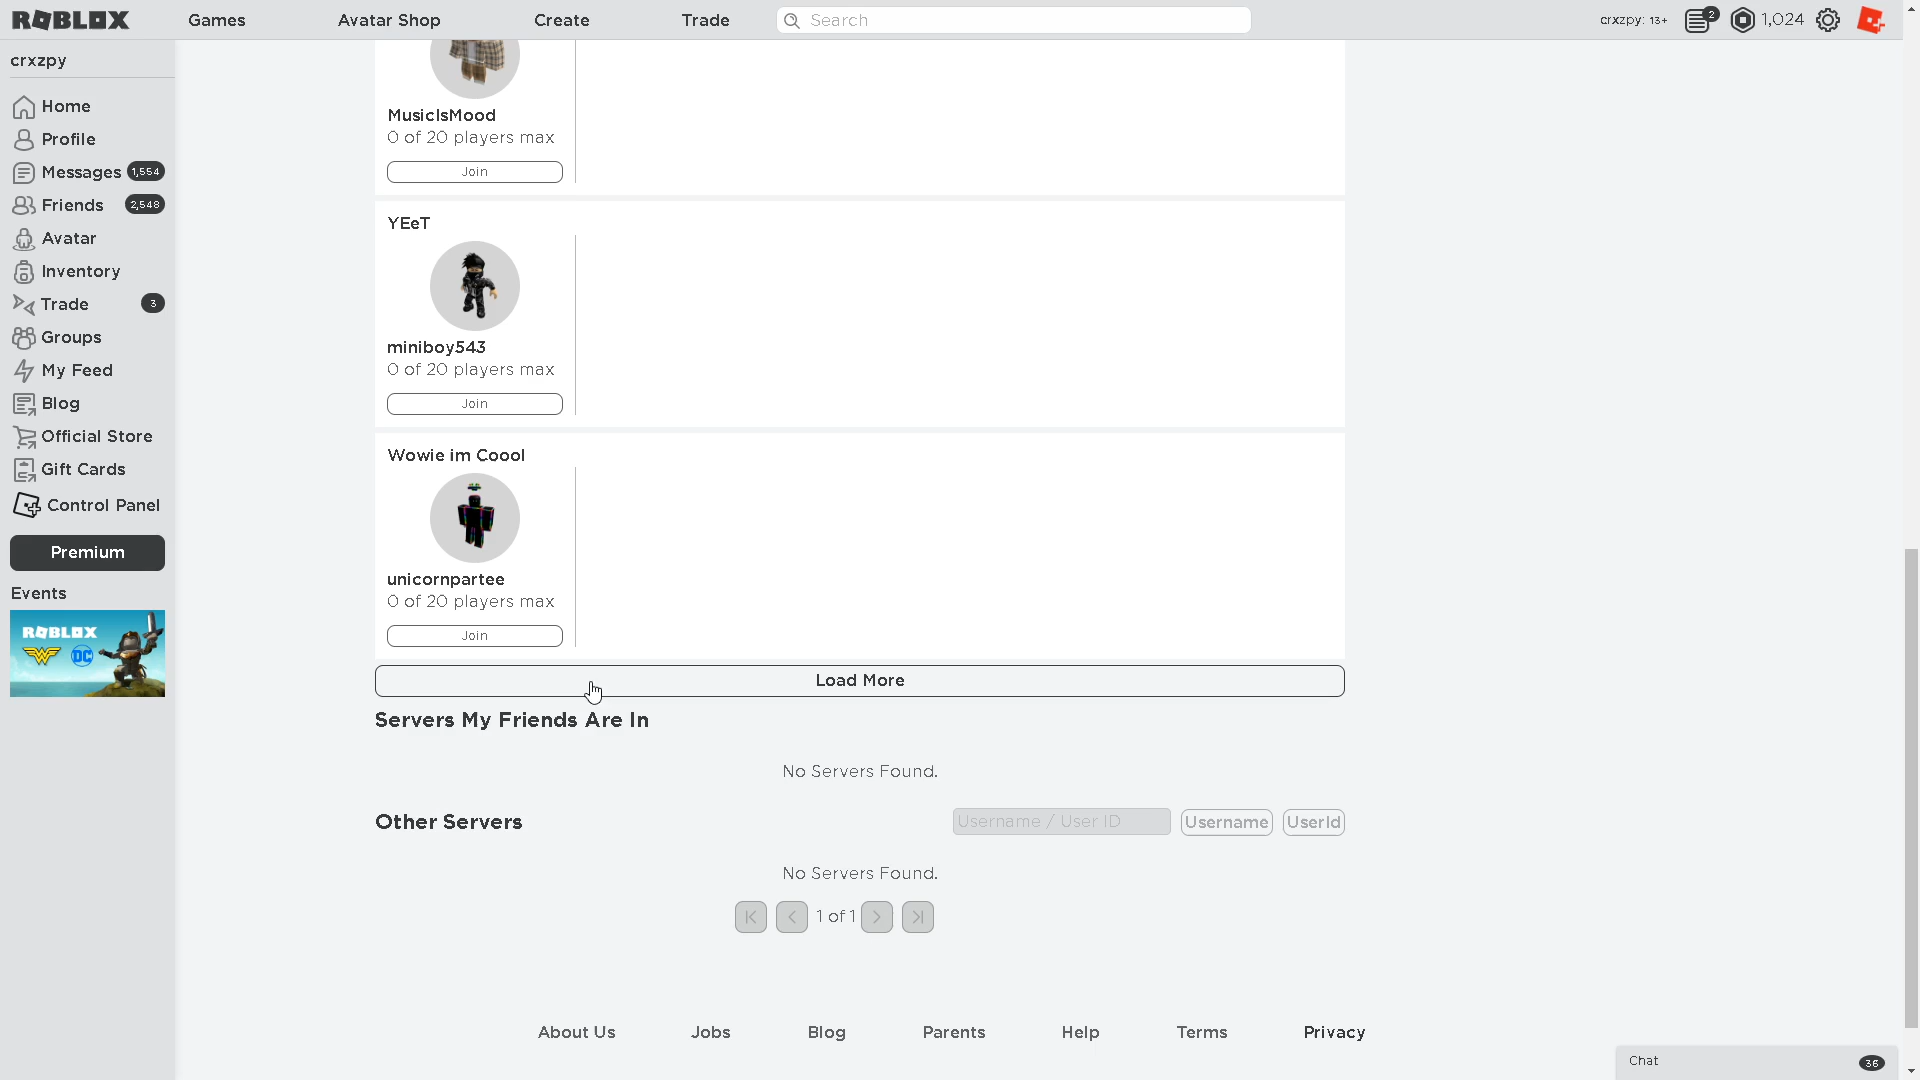 ROBLOX
Games
Avatar Shop
Create
Trade
Search
crxzpy: 13+
2
1,024
crxzpy
Home
Profile
Messages 1,554
Friends 2,548
Avatar
Inventory
Trade 3
Groups
My Feed
Blog
Official Store
Gift Cards
Control Panel
Premium
Events
ROBLOX
DC
MusicIsMood
0 of 20 players max
Join
YEeT
miniboy543
0 of 20 players max
Join
Wowie im Coool
unicornpartee
0 of 20 players max
Join
Load More
Servers My Friends Are In
No Servers Found.
Other Servers
Username / User ID
Username
UserId
No Servers Found.
1 of 1
About Us
Jobs
Blog
Parents
Help
Terms
Privacy
Chat 36